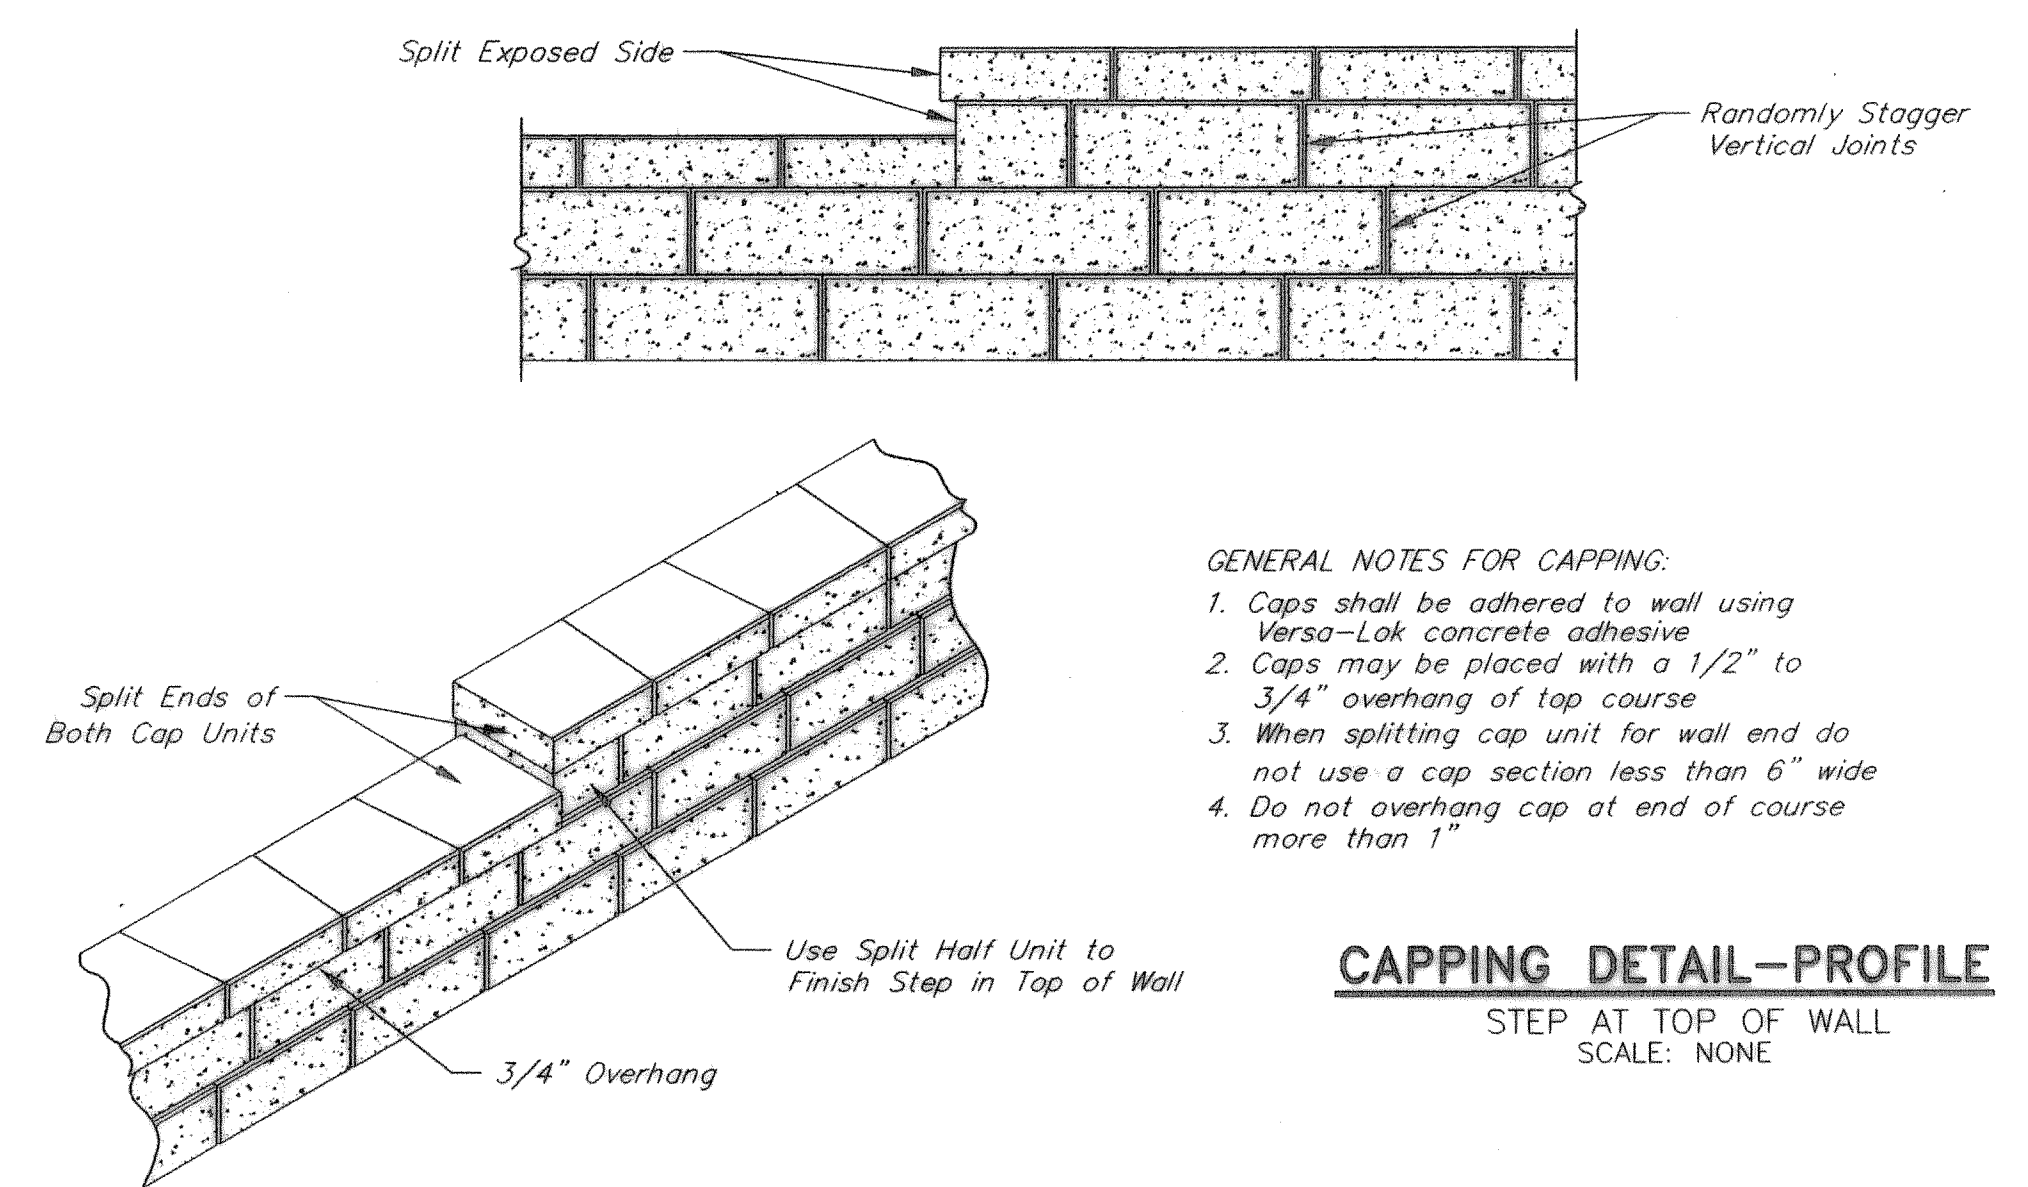 Split Exposed Side
Randomly Stagger
Vertical Joints
Split Ends of
Both Cap Units
Use Split Half Unit to
Finish Step in Top of Wall
3/4" Overhang
GENERAL NOTES FOR CAPPING:
1. Caps shall be adhered to wall using
Versa-Lok concrete adhesive
2. Caps may be placed with a 1/2" to
3/4" overhang of top course
3. When splitting cap unit for wall end do
not use a cap section less than 6" wide
4. Do not overhang cap at end of course
more than 1"
CAPPING DETAIL-PROFILE
STEP AT TOP OF WALL
SCALE: NONE